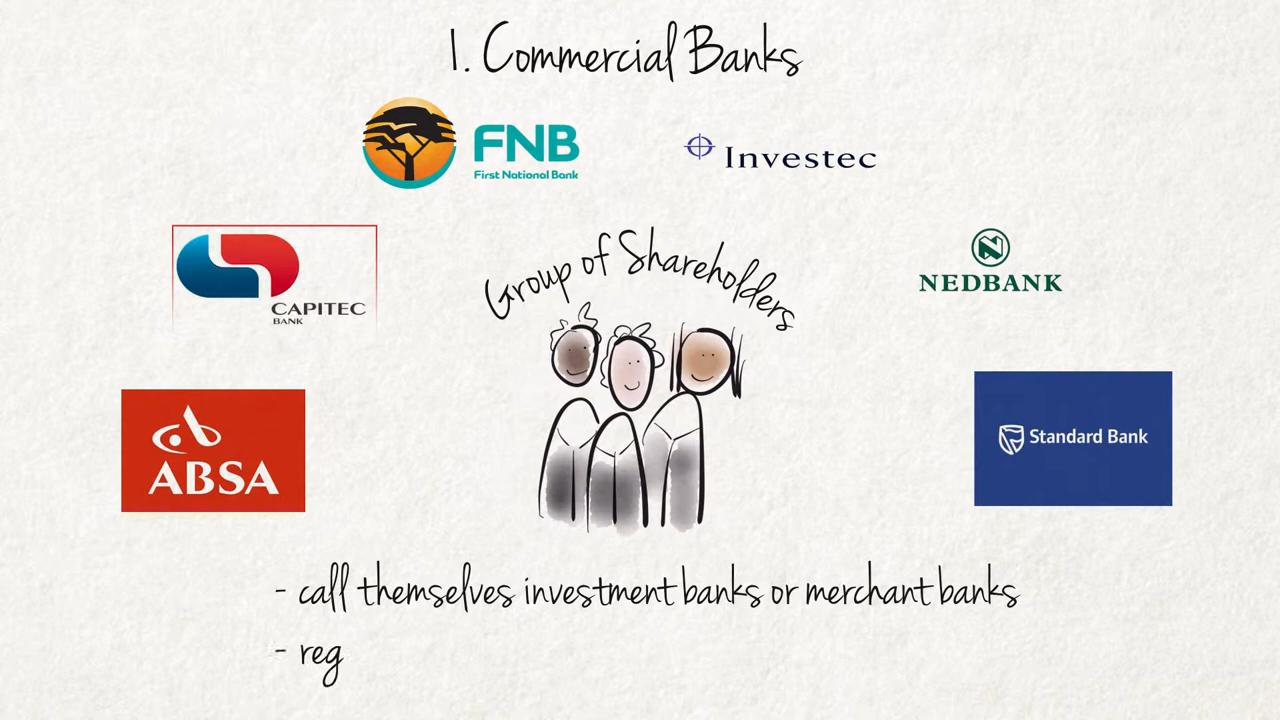 1. Commercial Banks
FNB
First National Bank
Investec
Group of Shareholders
CAPITEC
BANK
NEDBANK
ABSA
Standard Bank
- call themselves investment banks or merchant banks
- reg